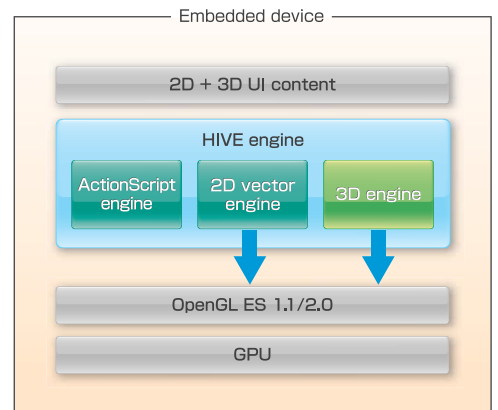 Embedded device
2D + 3D UI content
HIVE engine
ActionScript
engine
2D vector
engine
3D engine
OpenGL ES 1.1/2.0
GPU